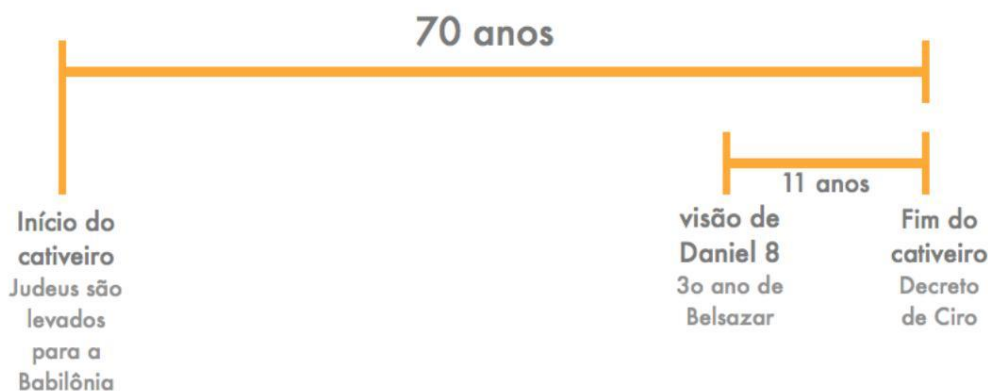 70 anos
11 anos
Início do
cativeiro
Judeus são
levados
para a
Babilônia
visão de
Daniel 8
3o ano de
Belsazar
Fim do
cativeiro
Decreto
de Ciro